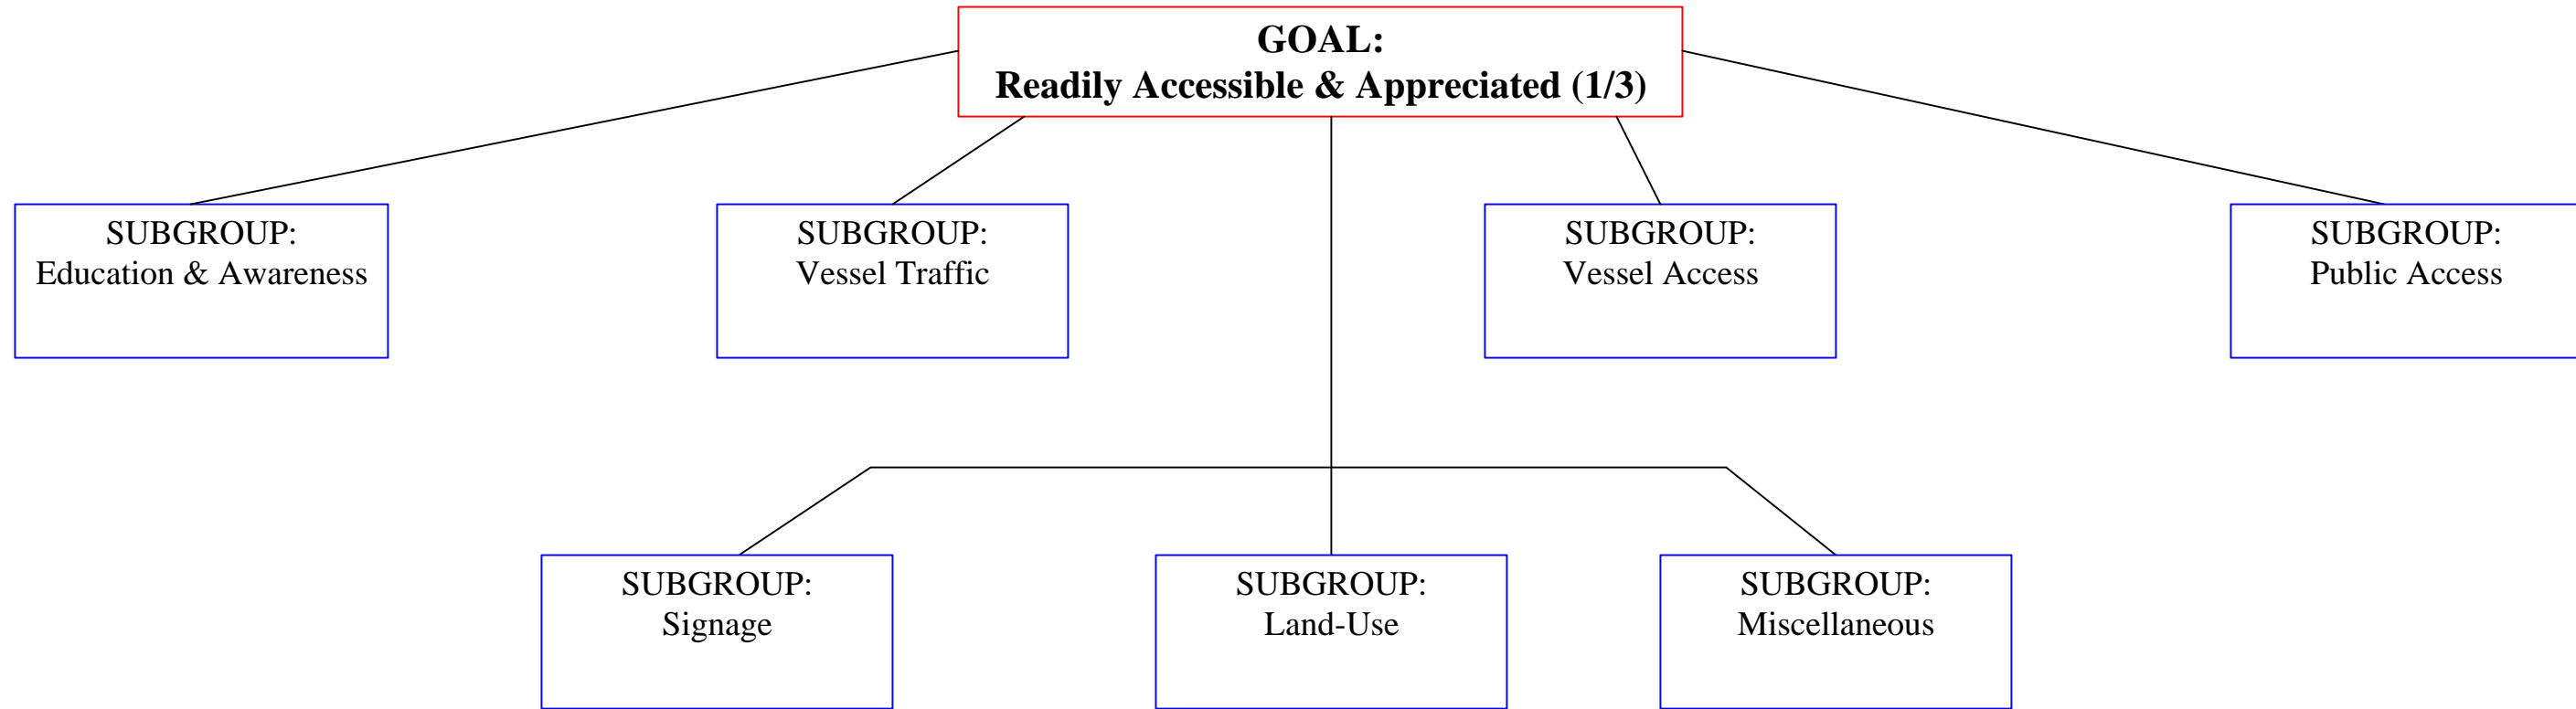 GOAL:
Readily Accessible & Appreciated (1/3)
SUBGROUP:
Education & Awareness
SUBGROUP:
Vessel Traffic
SUBGROUP:
Vessel Access
SUBGROUP:
Public Access
SUBGROUP:
Signage
SUBGROUP:
Land-Use
SUBGROUP:
Miscellaneous